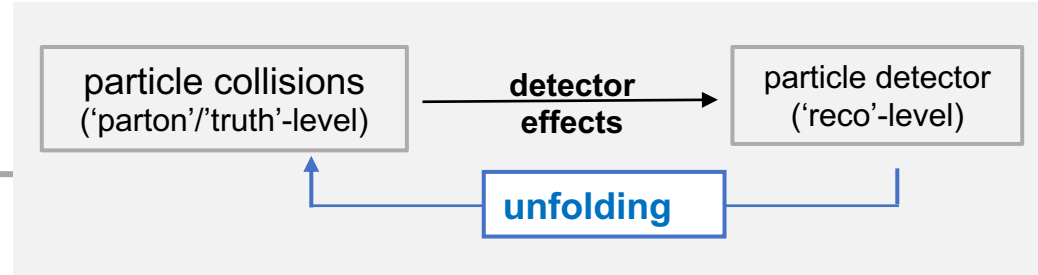 particle collisions
(‘parton’/’truth’-level)
detector
effects
particle detector
(‘reco’-level)
unfolding